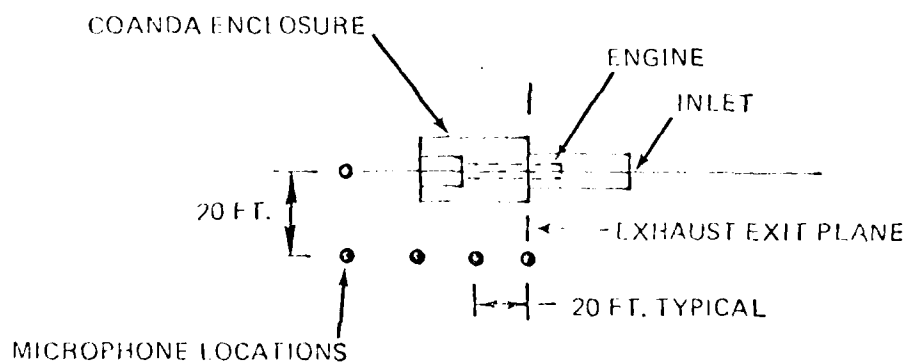 COANDA ENCLOSURE
ENGINE
INLET
20 FT.
EXHAUST EXIT PLANE
20 FT. TYPICAL
MICROPHONE LOCATIONS